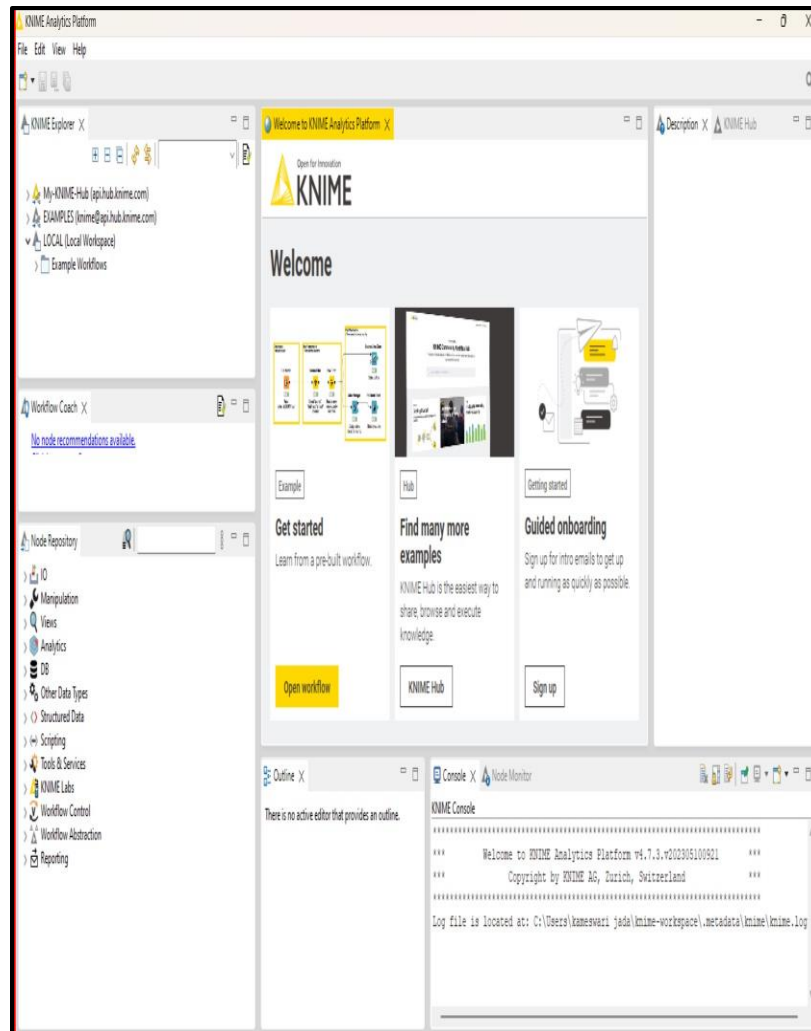 KNIME Analytics Platform
File Edit View Help
KNIME Explorer
My-KNIME-Hub (api.hub.knime.com)
EXAMPLES (knime@api.hub.knime.com)
LOCAL (Local Workspace)
Example Workflows
Workflow Coach
No node recommendations available.
Node Repository
IO
Manipulation
Views
Analytics
DB
Other Data Types
Structured Data
Scripting
Tools & Services
KNIME Labs
Workflow Control
Workflow Abstraction
Reporting
Welcome to KNIME Analytics Platform
Open for Innovation
KNIME
Welcome
Example
Get started
Learn from a pre-built workflow.
Open workflow
Hub
Find many more
examples
KNIME Hub is the easiest way to
share, browse and execute
knowledge.
KNIME Hub
Getting started
Guided onboarding
Sign up for intro emails to get up
and running as quickly as possible.
Sign up
Description KNIME Hub
Outline
There is no active editor that provides an outline.
Console Node Monitor
KNIME Console
*** Welcome to KNIME Analytics Platform v4.7.3.v202305100921 ***
*** Copyright by KNIME AG, Zurich, Switzerland ***
Log file is located at: C:\Users\kameswari jada\knime-workspace\.metadata\knime\knime.log